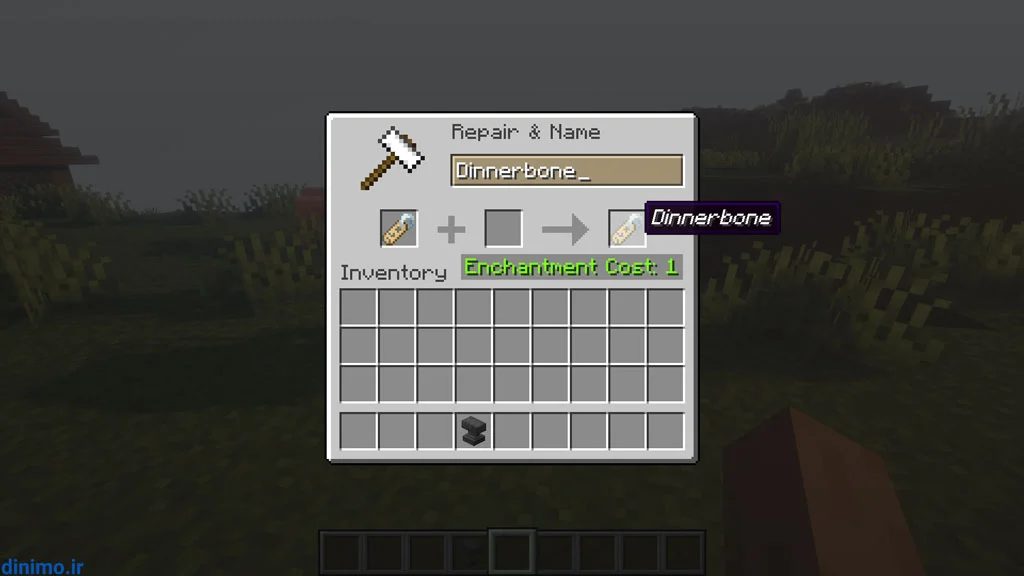 Repair & Name
Dinnerbone_
Dinnerbone
Enchantment Cost: 1
Inventory
dinimo.ir